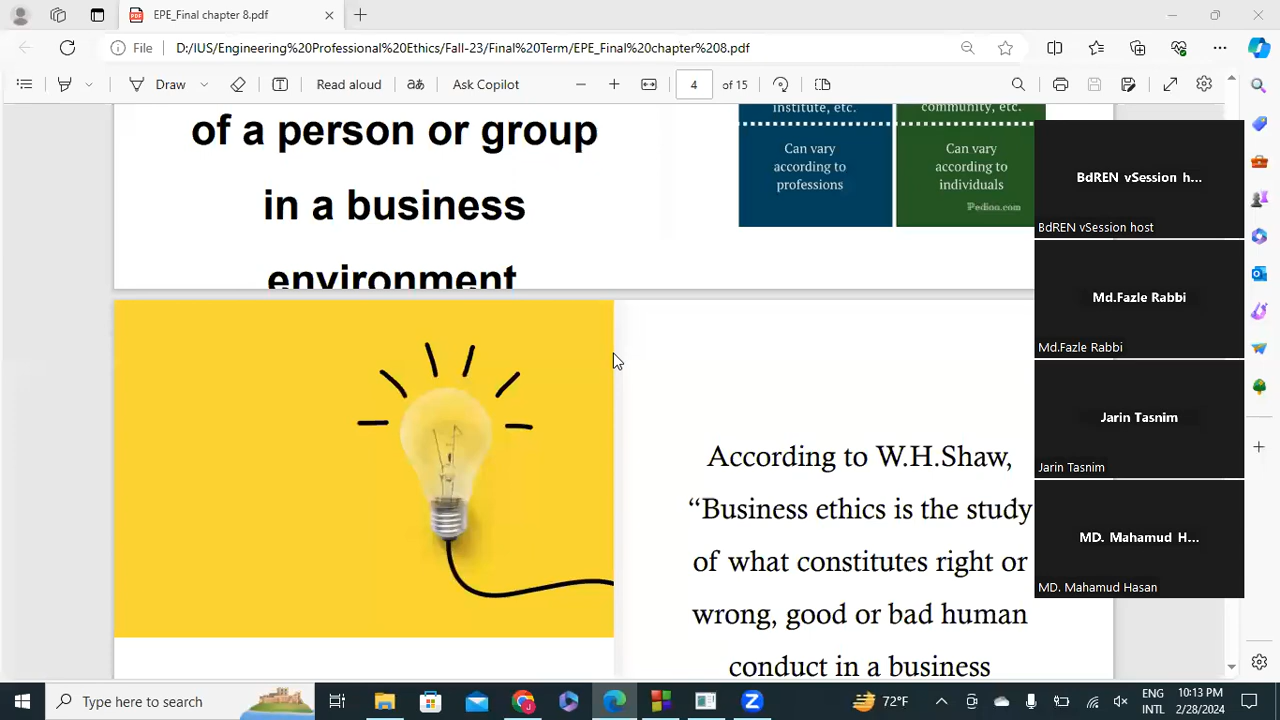 EPE_Final chapter 8.pdf
File
D:/IUS/Engineering%20Professional%20Ethics/Fall-23/Final%20Term/EPE_Final%20chapter%208.pdf
Draw
Read aloud
Ask Copilot
4
of 15
of a person or group
in a business
environment
institute, etc.
community, etc.
Can vary
according to
professions
Can vary
according to
individuals
Pediaa.com
According to W.H.Shaw,
“Business ethics is the study
of what constitutes right or
wrong, good or bad human
conduct in a business
BdREN vSession h...
BdREN vSession host
Md.Fazle Rabbi
Md.Fazle Rabbi
Jarin Tasnim
Jarin Tasnim
MD. Mahamud H...
MD. Mahamud Hasan
Type here to search
72°F
ENG
INTL
10:13 PM
2/28/2024